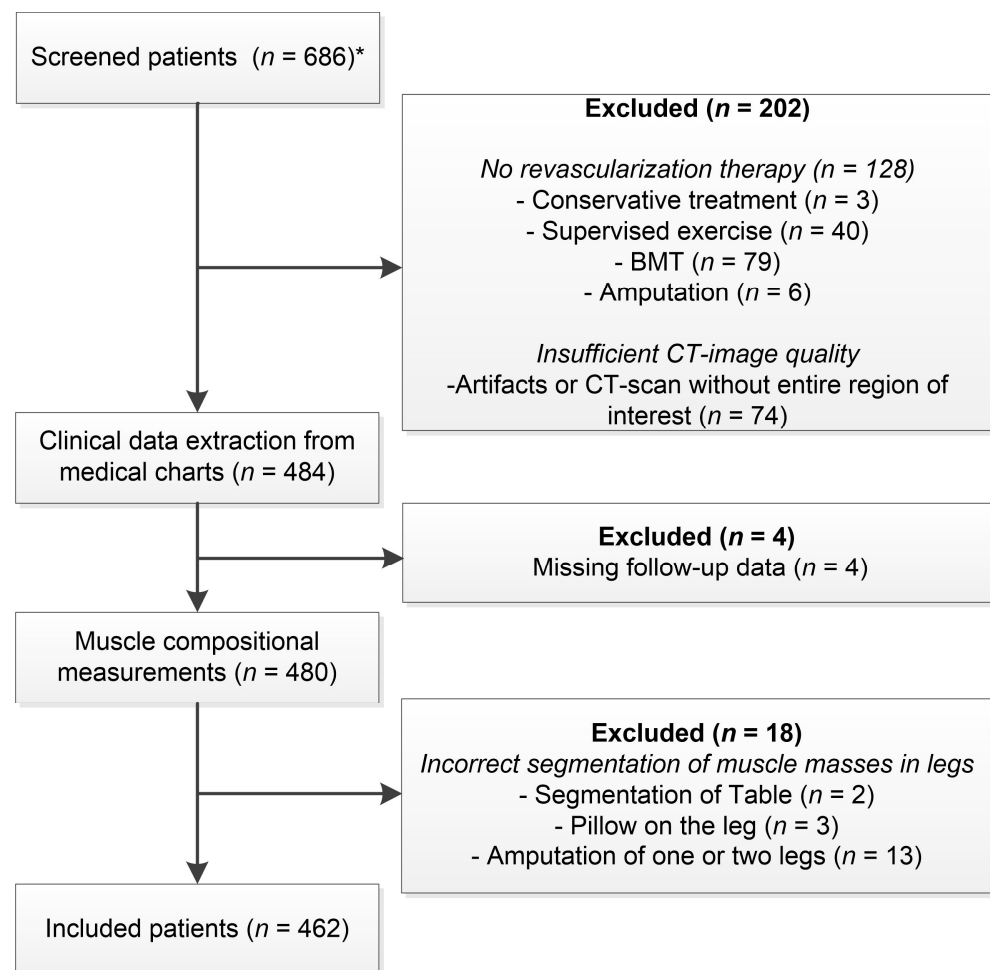 Screened patients (n = 686)*
Excluded (n = 202)
No revascularization therapy (n = 128)
- Conservative treatment (n = 3)
- Supervised exercise (n = 40)
- BMT (n = 79)
- Amputation (n = 6)
Insufficient CT-image quality
-Artifacts or CT-scan without entire region of
interest (n = 74)
Clinical data extraction from
medical charts (n = 484)
Excluded (n = 4)
Missing follow-up data (n = 4)
Muscle compositional
measurements (n = 480)
Excluded (n = 18)
Incorrect segmentation of muscle masses in legs
- Segmentation of Table (n = 2)
- Pillow on the leg (n = 3)
- Amputation of one or two legs (n = 13)
Included patients (n = 462)